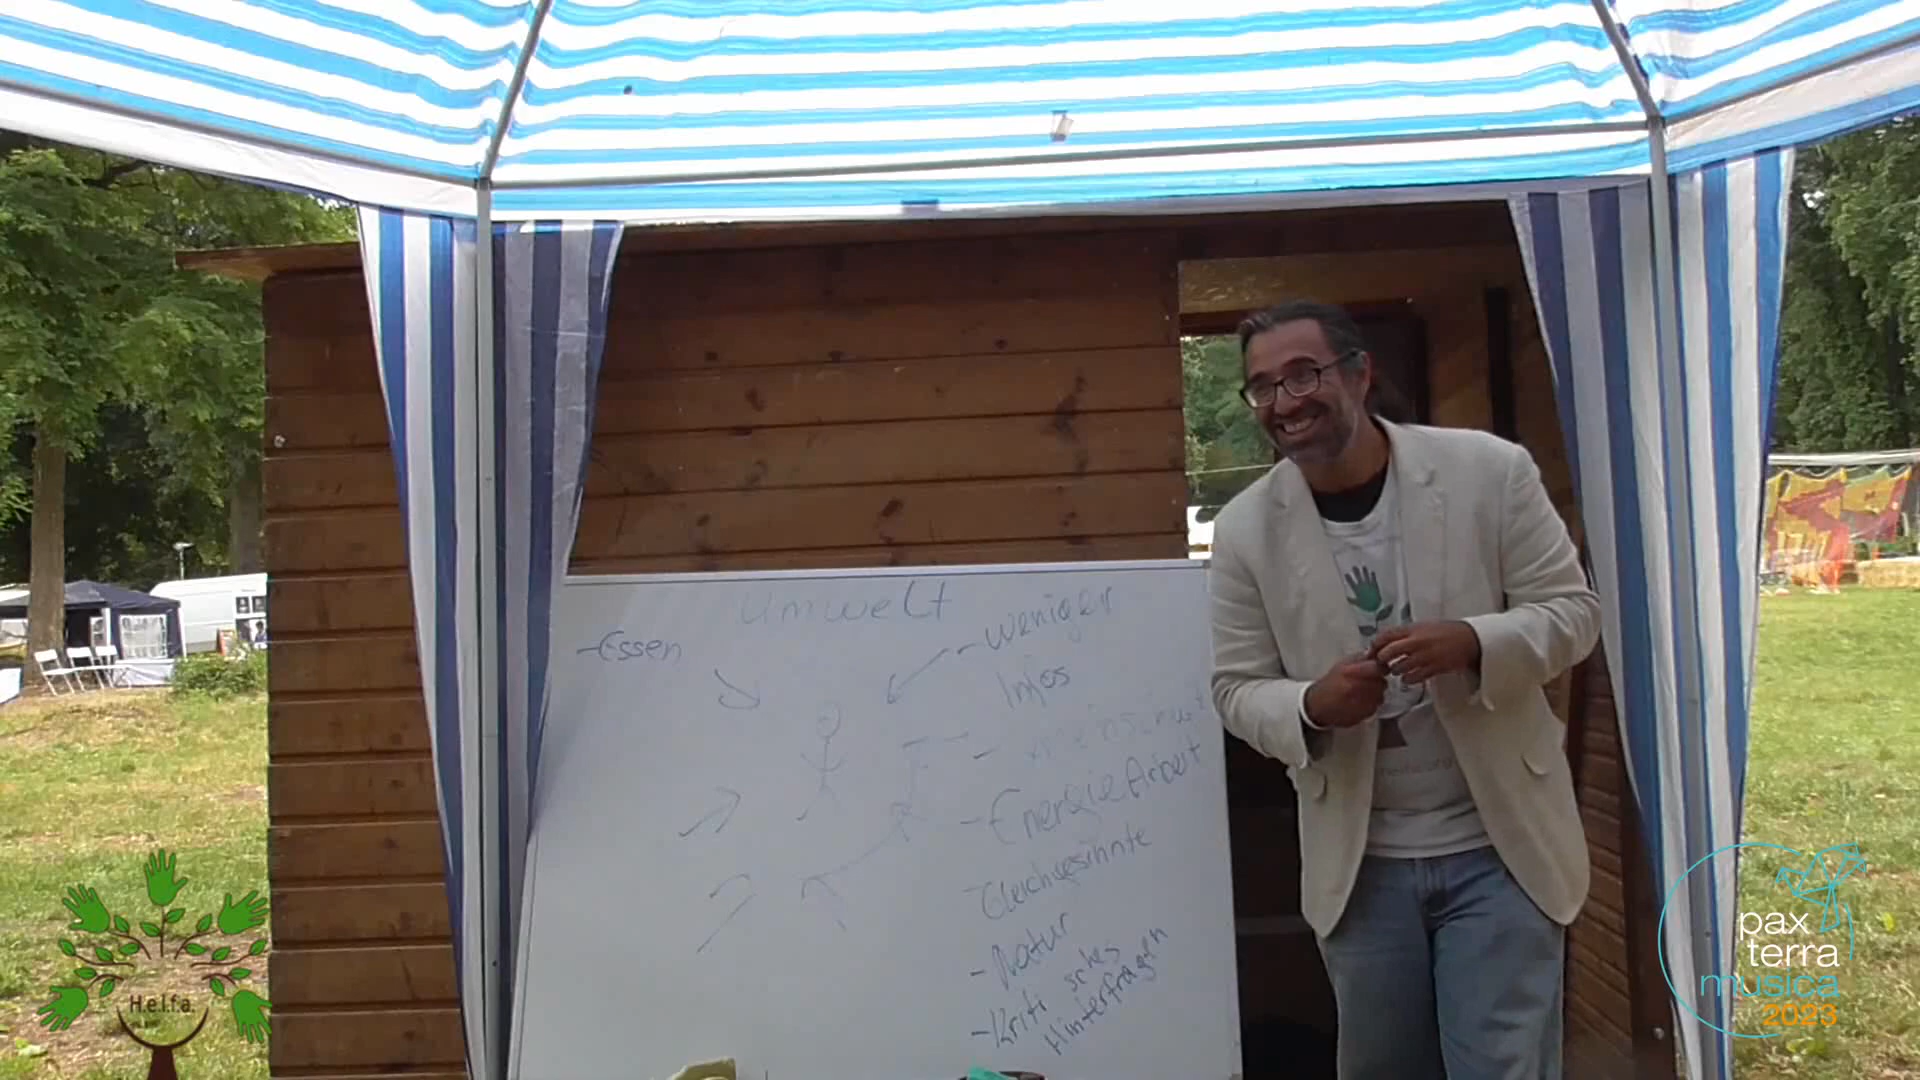 Umwelt
-Essen
- weniger
Infos
- Energie Arbeit
- Gleichgesinnte
- Natur
- Kritisches
Hinterfragen
H.e.l.f.a.
pax
terra
musica
2023